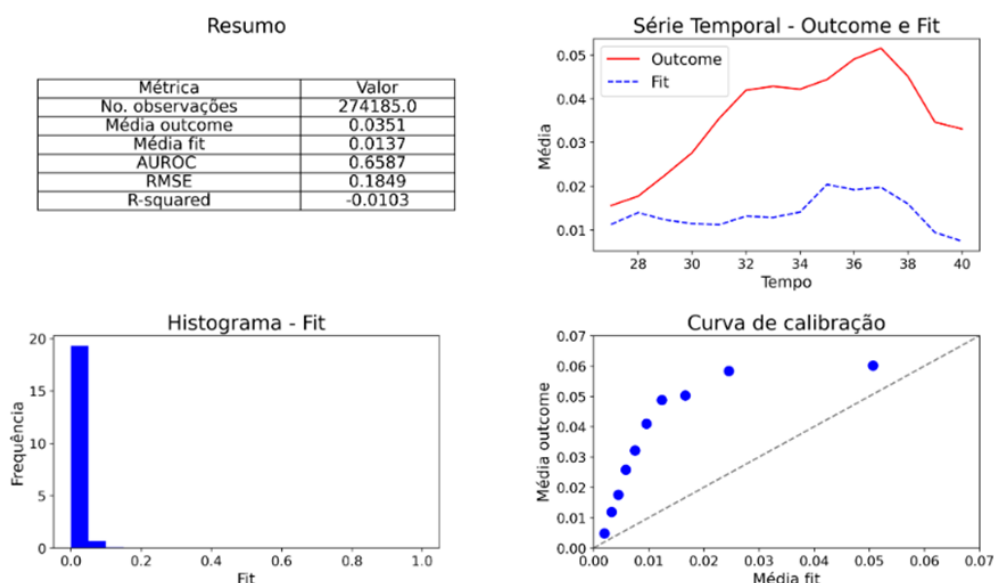 Resumo
Métrica Valor
No. observações 274185.0
Média outcome 0.0351
Média fit 0.0137
AUROC 0.6587
RMSE 0.1849
R-squared -0.0103
Série Temporal - Outcome e Fit
Outcome
Fit
0.05
0.04
0.03
0.02
0.01
Média
28 30 32 34 36 38 40
Tempo
Histograma - Fit
20
15
10
5
0
Frequência
0.0 0.2 0.4 0.6 0.8 1.0
Fit
Curva de calibração
0.07
0.06
0.05
0.04
0.03
0.02
0.01
0.00
Média outcome
0.00 0.01 0.02 0.03 0.04 0.05 0.06 0.07
Média fit